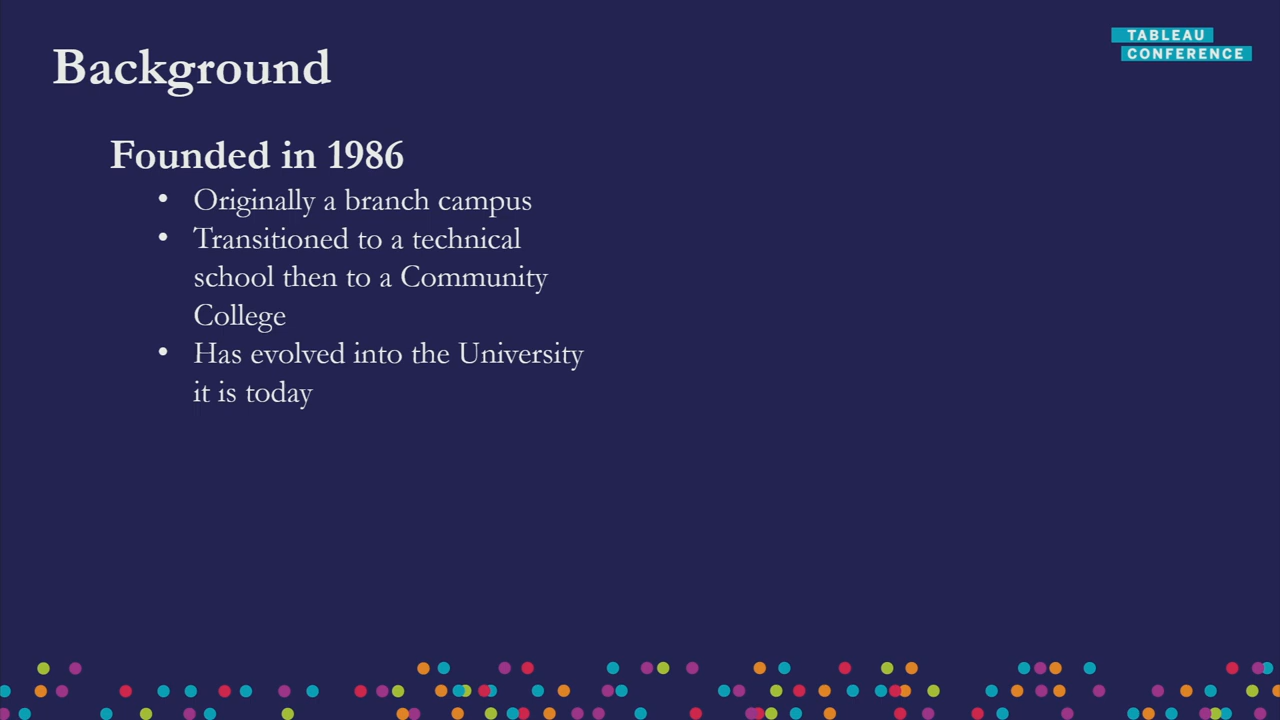 Background
TABLEAU
CONFERENCE
Founded in 1986
• Originally a branch campus
• Transitioned to a technical
school then to a Community
College
• Has evolved into the University
it is today